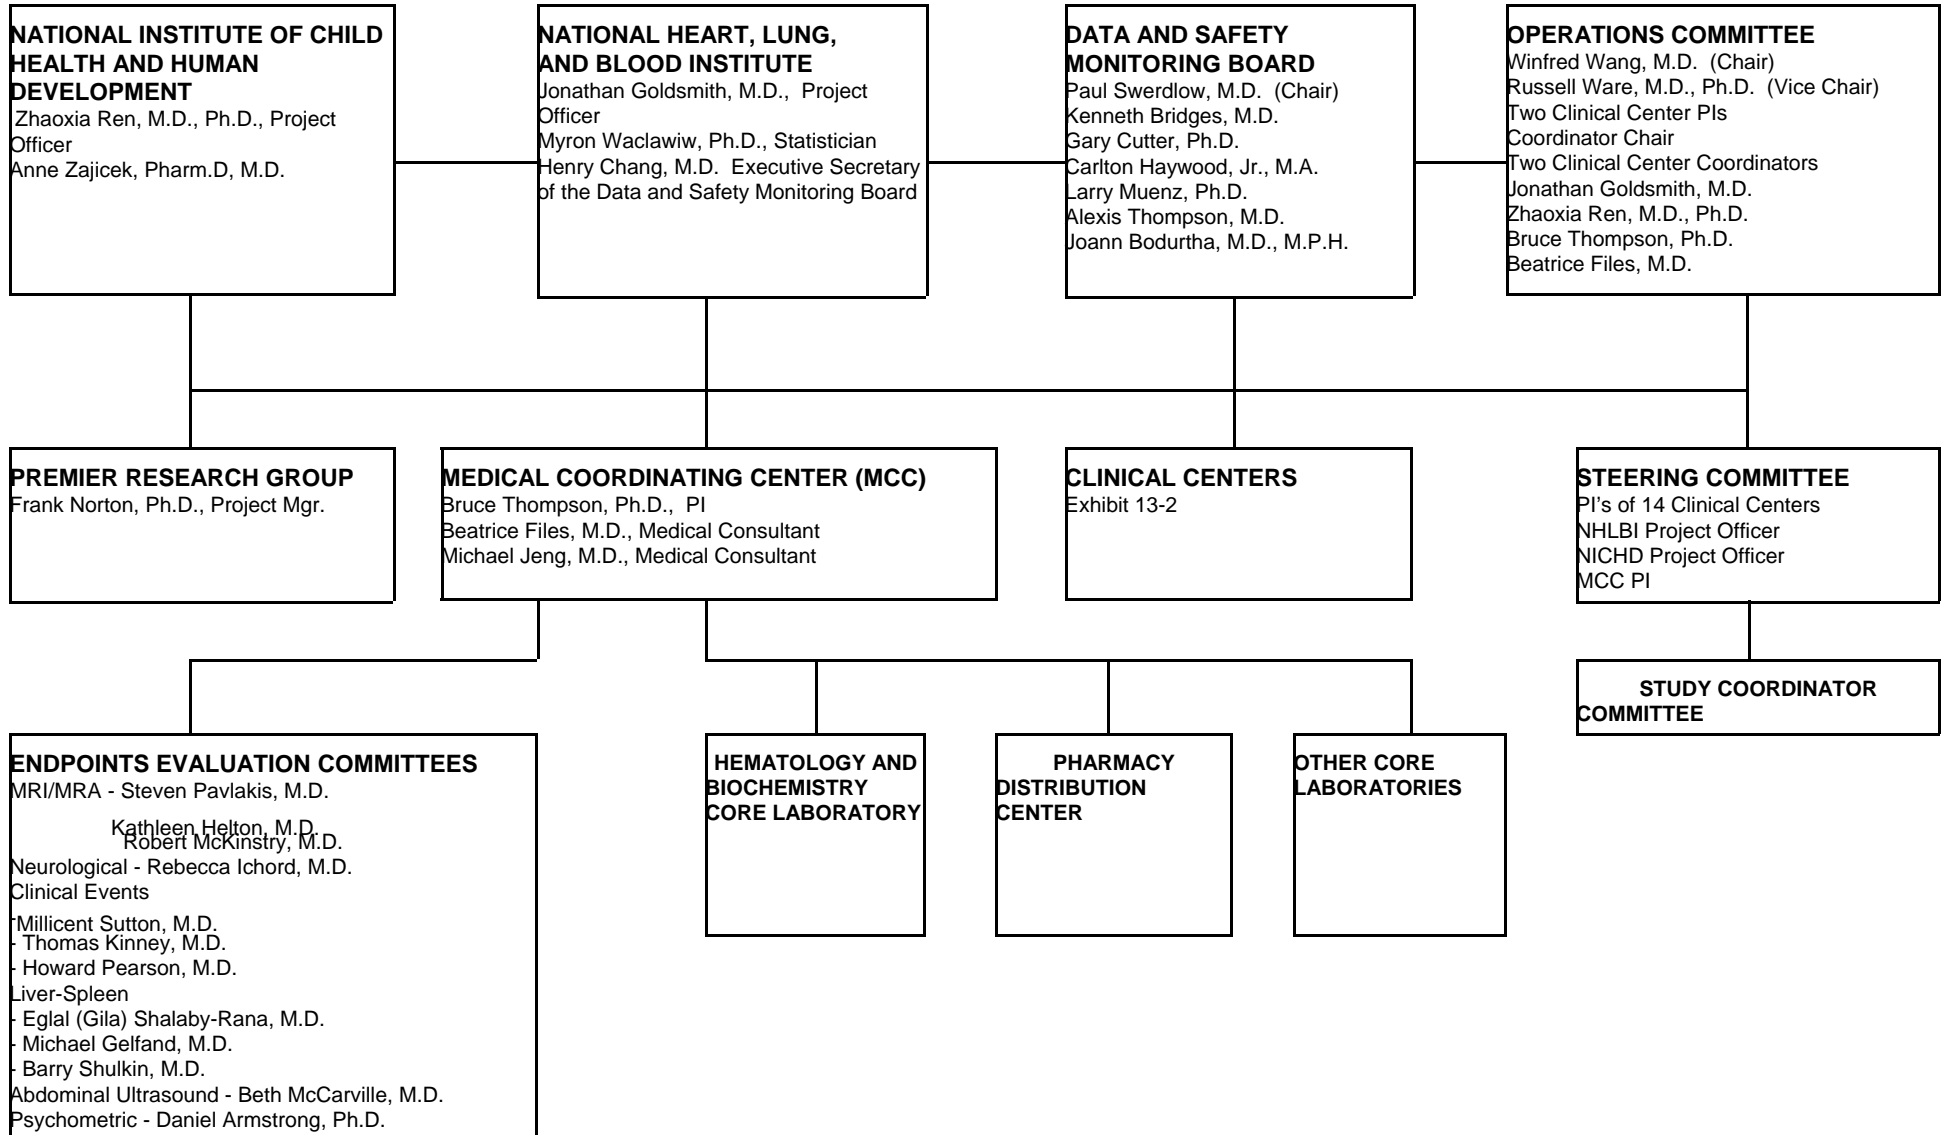 NATIONAL INSTITUTE OF CHILD
HEALTH AND HUMAN
DEVELOPMENT
Zhaoxia Ren, M.D., Ph.D., Project
Officer
Anne Zajicek, Pharm.D, M.D.
NATIONAL HEART, LUNG,
AND BLOOD INSTITUTE
Jonathan Goldsmith, M.D., Project
Officer
Myron Waclawiw, Ph.D., Statistician
Henry Chang, M.D. Executive Secretary
of the Data and Safety Monitoring Board
DATA AND SAFETY
MONITORING BOARD
Paul Swerdlow, M.D. (Chair)
Kenneth Bridges, M.D.
Gary Cutter, Ph.D.
Carlton Haywood, Jr., M.A.
Larry Muenz, Ph.D.
Alexis Thompson, M.D.
Joann Bodurtha, M.D., M.P.H.
OPERATIONS COMMITTEE
Winfred Wang, M.D. (Chair)
Russell Ware, M.D., Ph.D. (Vice Chair)
Two Clinical Center PIs
Coordinator Chair
Two Clinical Center Coordinators
Jonathan Goldsmith, M.D.
Zhaoxia Ren, M.D., Ph.D.
Bruce Thompson, Ph.D.
Beatrice Files, M.D.
PREMIER RESEARCH GROUP
Frank Norton, Ph.D., Project Mgr.
MEDICAL COORDINATING CENTER (MCC)
Bruce Thompson, Ph.D., PI
Beatrice Files, M.D., Medical Consultant
Michael Jeng, M.D., Medical Consultant
CLINICAL CENTERS
Exhibit 13-2
STEERING COMMITTEE
PI's of 14 Clinical Centers
NHLBI Project Officer
NICHD Project Officer
MCC PI
STUDY COORDINATOR
COMMITTEE
ENDPOINTS EVALUATION COMMITTEES
MRI/MRA - Steven Pavlakis, M.D.
Kathleen Helton, M.D.
Robert McKinstry, M.D.
Neurological - Rebecca Ichord, M.D.
Clinical Events
- Millicent Sutton, M.D.
- Thomas Kinney, M.D.
- Howard Pearson, M.D.
Liver-Spleen
- Eglal (Gila) Shalaby-Rana, M.D.
- Michael Gelfand, M.D.
- Barry Shulkin, M.D.
Abdominal Ultrasound - Beth McCarville, M.D.
Psychometric - Daniel Armstrong, Ph.D.
HEMATOLOGY AND
BIOCHEMISTRY
CORE LABORATORY
PHARMACY
DISTRIBUTION
CENTER
OTHER CORE
LABORATORIES